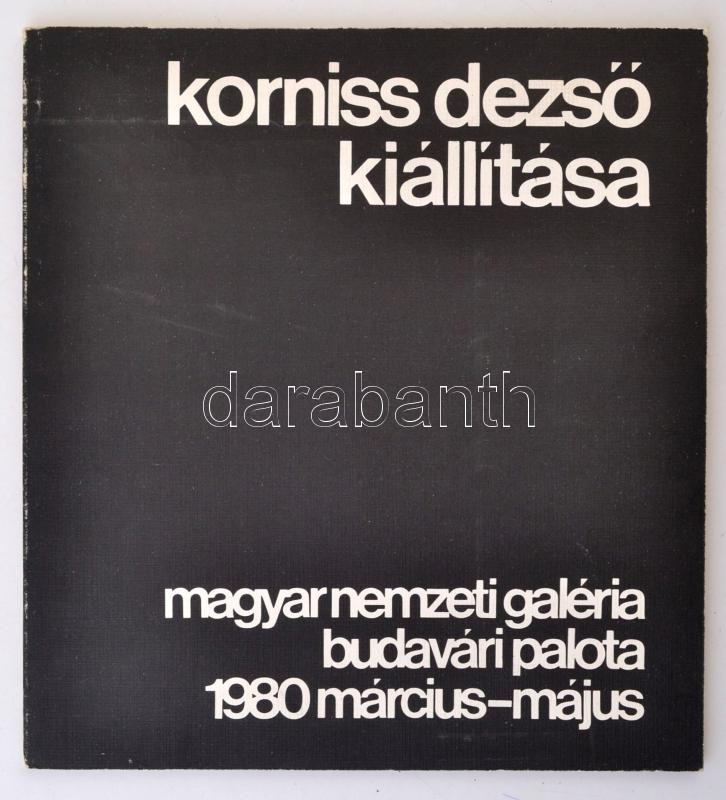 korniss dezső
kiállítása
darabanth
magyar nemzeti galéria
budavári palota
1980 március–május